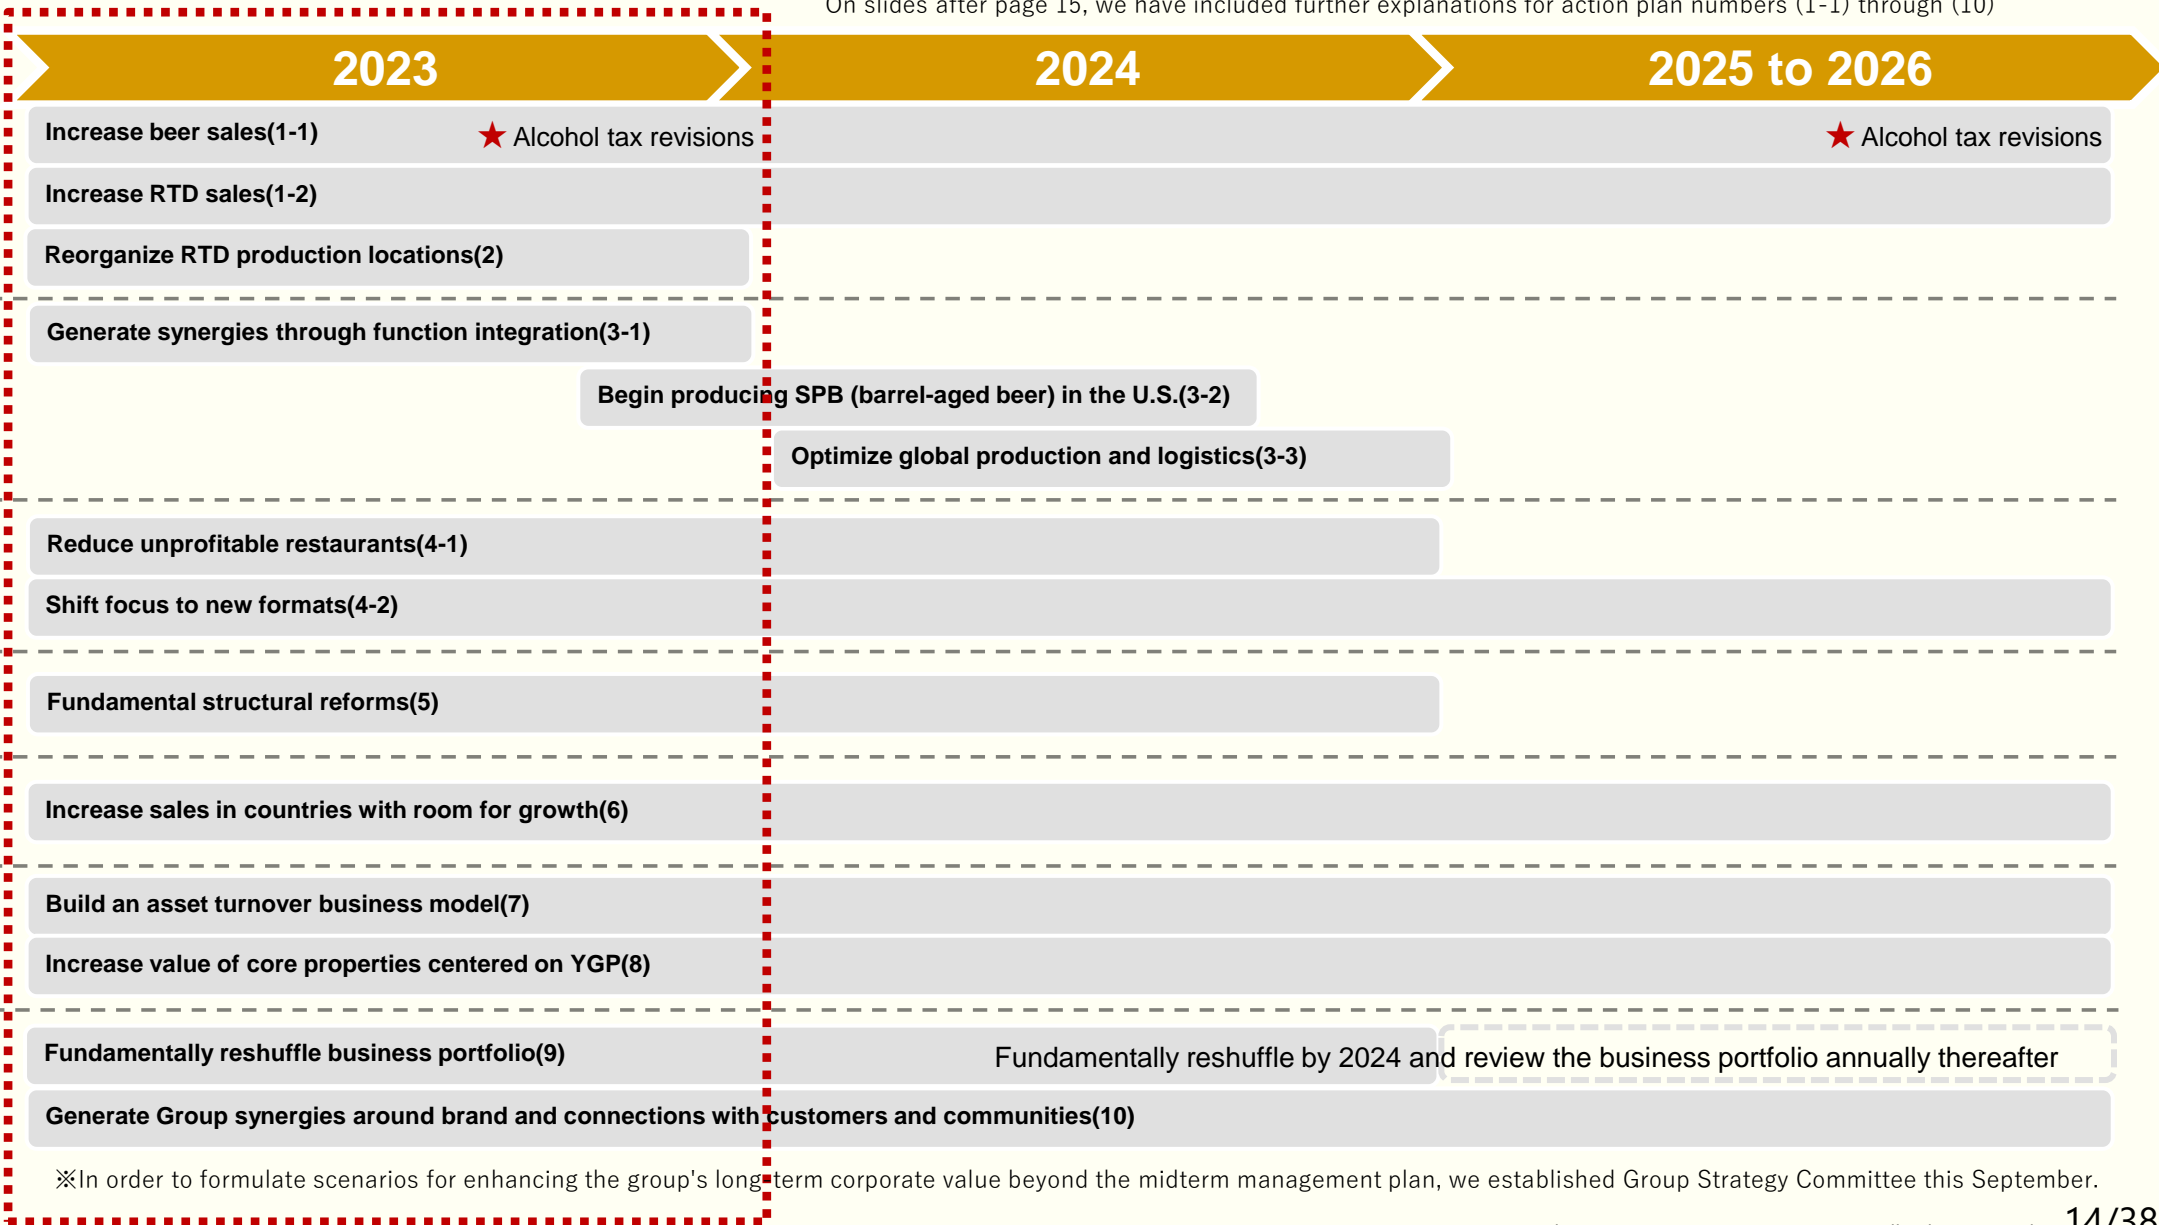 On slides after page 15, we have included further explanations for action plan numbers (1-1) through (10)
2023
2024
2025 to 2026
Increase beer sales(1-1)
★ Alcohol tax revisions
★ Alcohol tax revisions
Increase RTD sales(1-2)
Reorganize RTD production locations(2)
Generate synergies through function integration(3-1)
Begin producing SPB (barrel-aged beer) in the U.S.(3-2)
Optimize global production and logistics(3-3)
Reduce unprofitable restaurants(4-1)
Shift focus to new formats(4-2)
Fundamental structural reforms(5)
Increase sales in countries with room for growth(6)
Build an asset turnover business model(7)
Increase value of core properties centered on YGP(8)
Fundamentally reshuffle business portfolio(9)
Fundamentally reshuffle by 2024 and review the business portfolio annually thereafter
Generate Group synergies around brand and connections with customers and communities(10)
※In order to formulate scenarios for enhancing the group's long-term corporate value beyond the midterm management plan, we established Group Strategy Committee this September.
14/38